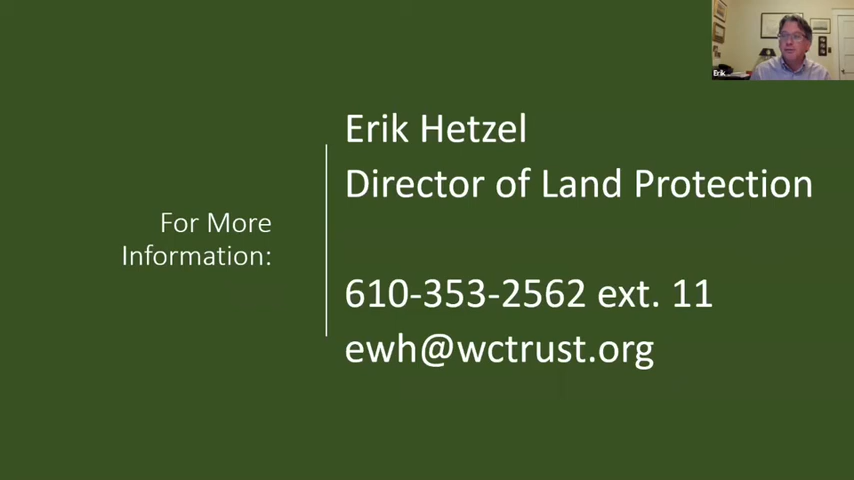 Erik
Erik Hetzel
Director of Land Protection
For More
Information:
610-353-2562 ext. 11
ewh@wctrust.org